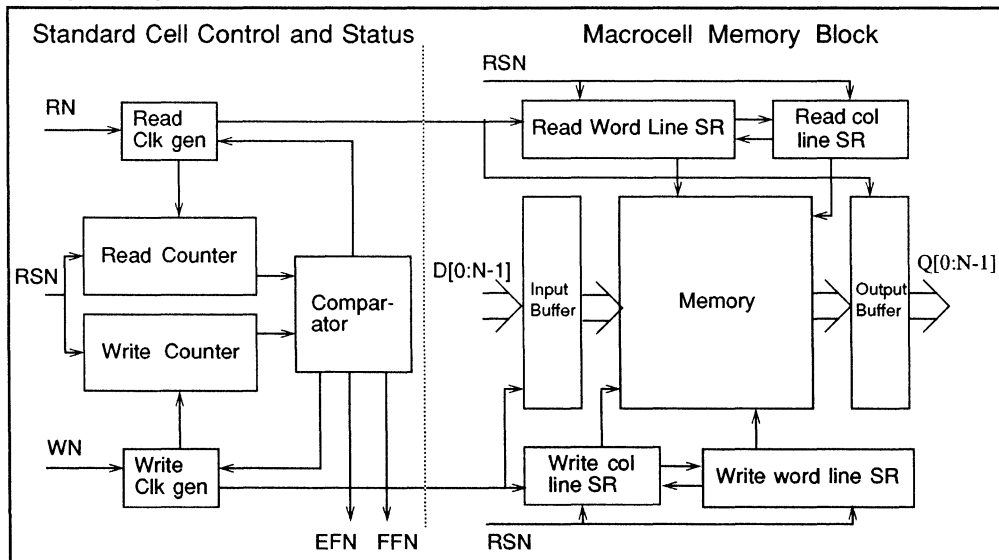 Standard Cell Control and Status
Macrocell Memory Block
RSN
RN
Read
Clk gen
Read Word Line SR
Read col
line SR
Read Counter
RSN
Write Counter
Compar-
ator
D[0:N-1]
Input
Buffer
Memory
Output
Buffer
Q[0:N-1]
WN
Write
Clk gen
Write col
line SR
Write word line SR
EFN FFN
RSN